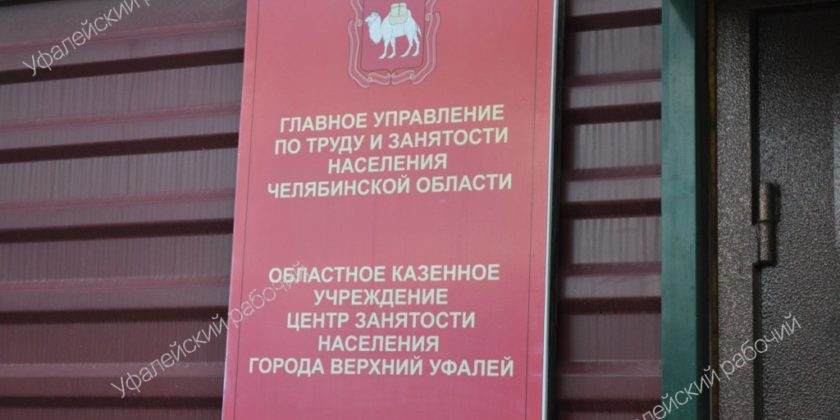 ГЛАВНОЕ УПРАВЛЕНИЕ
ПО ТРУДУ И ЗАНЯТОСТИ
НАСЕЛЕНИЯ
ЧЕЛЯБИНСКОЙ ОБЛАСТИ
ОБЛАСТНОЕ КАЗЕННОЕ
УЧРЕЖДЕНИЕ
ЦЕНТР ЗАНЯТОСТИ
НАСЕЛЕНИЯ
ГОРОДА ВЕРХНИЙ УФАЛЕЙ
Уфалейский рабочий
Уфалейский рабочий
Уфалейский рабочий